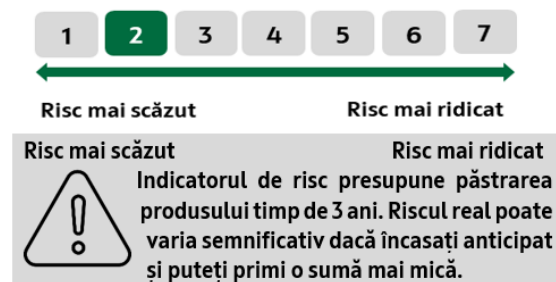 1 2 3 4 5 6 7
Risc mai scăzut Risc mai ridicat
Risc mai scăzut Risc mai ridicat
Indicatorul de risc presupune păstrarea
produsului timp de 3 ani. Riscul real poate
varia semnificativ dacă încasați anticipat
și puteți primi o sumă mai mică.